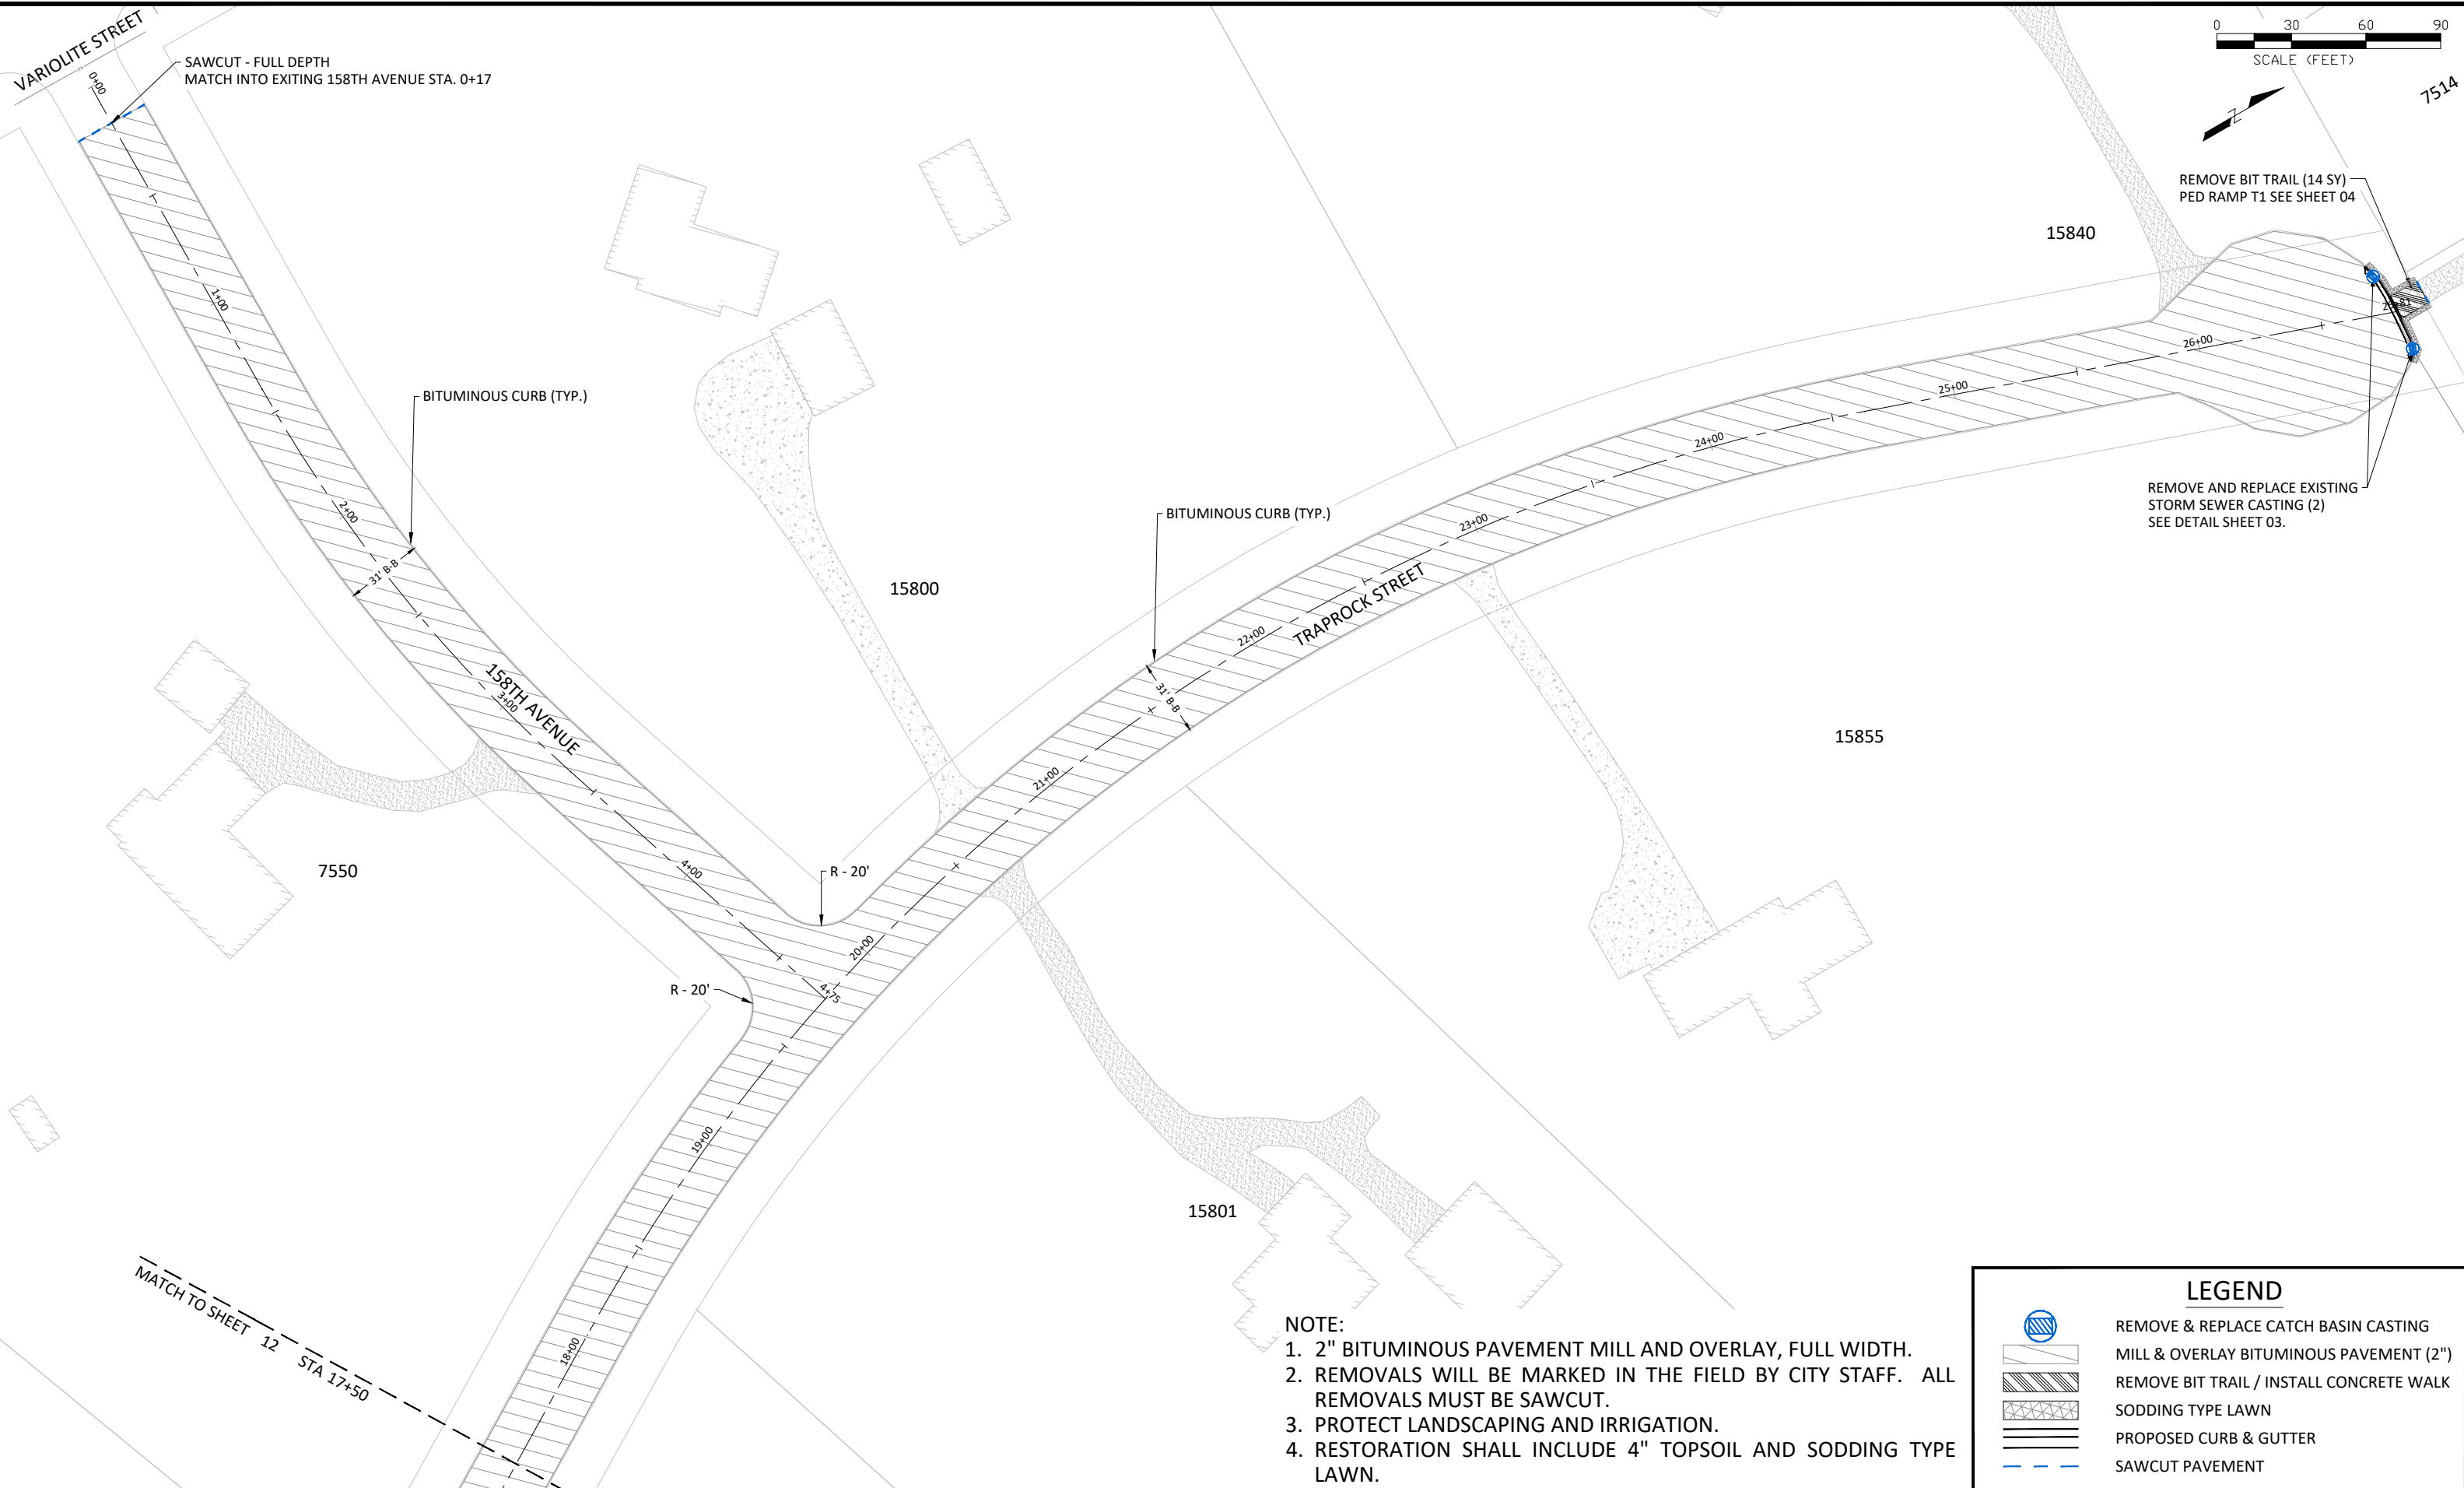 VARIOLITE STREET
0+00
SAWCUT - FULL DEPTH
MATCH INTO EXITING 158TH AVENUE STA. 0+17
0 30 60 90
SCALE (FEET)
Z
7514
REMOVE BIT TRAIL (14 SY)
PED RAMP T1 SEE SHEET 04
15840
1+00
BITUMINOUS CURB (TYP.)
2+00
31' B-B
158TH AVENUE
3+00
4+00
4+75
7550
15800
BITUMINOUS CURB (TYP.)
31' B-B
TRAPROCK STREET
18+00
19+00
20+00
21+00
22+00
23+00
24+00
25+00
26+00
REMOVE AND REPLACE EXISTING
STORM SEWER CASTING (2)
SEE DETAIL SHEET 03.
15855
R - 20'
R - 20'
15801
MATCH TO SHEET 12 STA 17+50
NOTE:
1. 2" BITUMINOUS PAVEMENT MILL AND OVERLAY, FULL WIDTH.
2. REMOVALS WILL BE MARKED IN THE FIELD BY CITY STAFF. ALL
REMOVALS MUST BE SAWCUT.
3. PROTECT LANDSCAPING AND IRRIGATION.
4. RESTORATION SHALL INCLUDE 4" TOPSOIL AND SODDING TYPE
LAWN.
LEGEND
REMOVE & REPLACE CATCH BASIN CASTING
MILL & OVERLAY BITUMINOUS PAVEMENT (2")
REMOVE BIT TRAIL / INSTALL CONCRETE WALK
SODDING TYPE LAWN
PROPOSED CURB & GUTTER
SAWCUT PAVEMENT